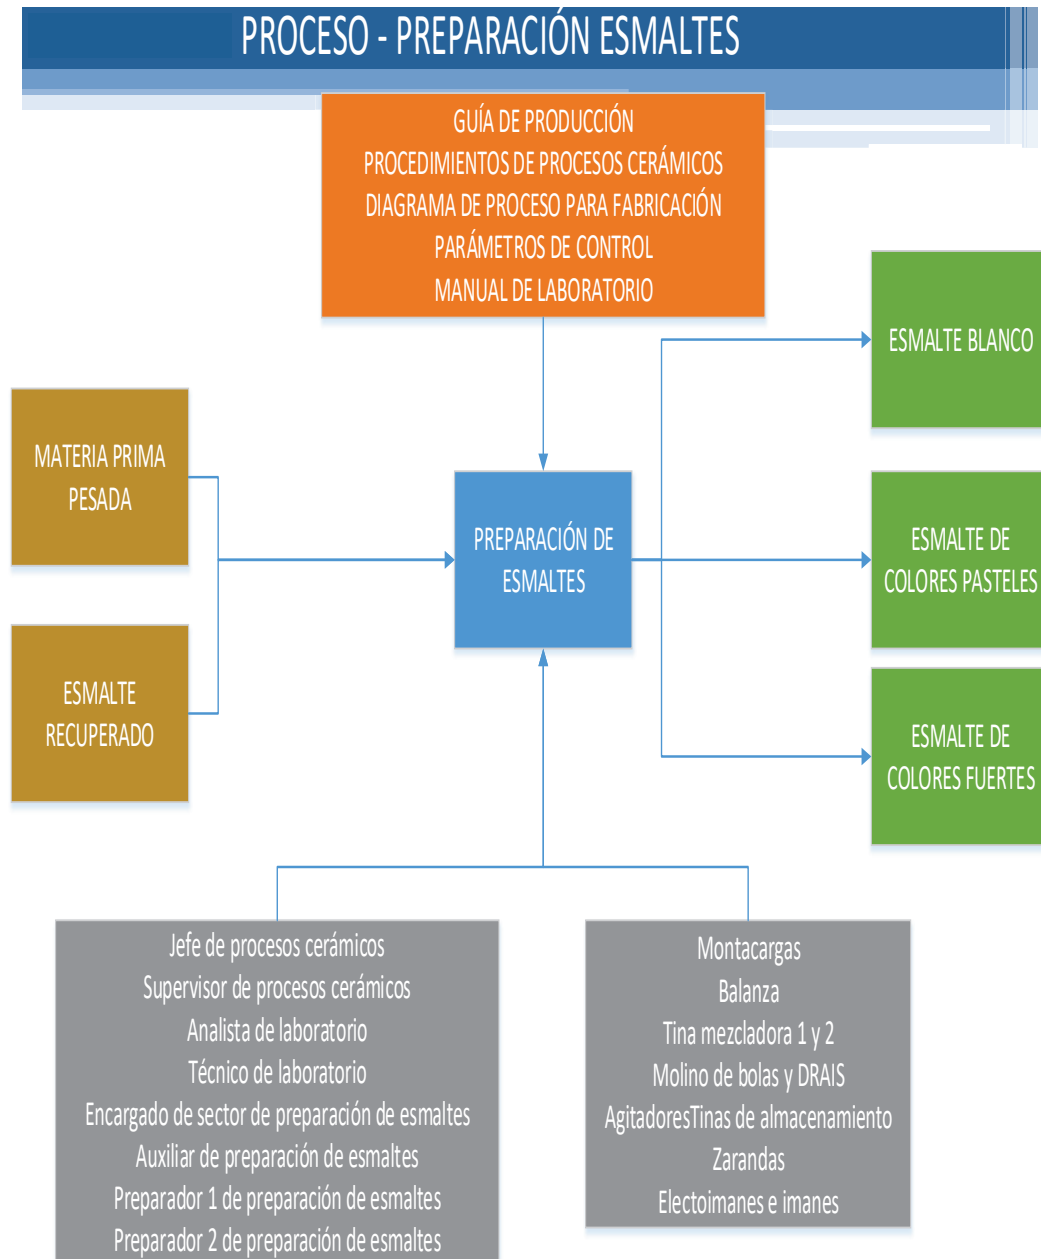 PROCESO - PREPARACIÓN ESMALTES
GUÍA DE PRODUCCIÓN
PROCEDIMIENTOS DE PROCESOS CERÁMICOS
DIAGRAMA DE PROCESO PARA FABRICACIÓN
PARÁMETROS DE CONTROL
MANUAL DE LABORATORIO
MATERIA PRIMA
PESADA
ESMALTE
RECUPERADO
PREPARACIÓN DE
ESMALTES
ESMALTE BLANCO
ESMALTE DE
COLORES PASTELES
ESMALTE DE
COLORES FUERTES
Jefe de procesos cerámicos
Supervisor de procesos cerámicos
Analista de laboratorio
Técnico de laboratorio
Encargado de sector de preparación de esmaltes
Auxiliar de preparación de esmaltes
Preparador 1 de preparación de esmaltes
Preparador 2 de preparación de esmaltes
Montacargas
Balanza
Tina mezcladora 1 y 2
Molino de bolas y DRAIS
AgitadoresTinas de almacenamiento
Zarandas
Electoimanes e imanes